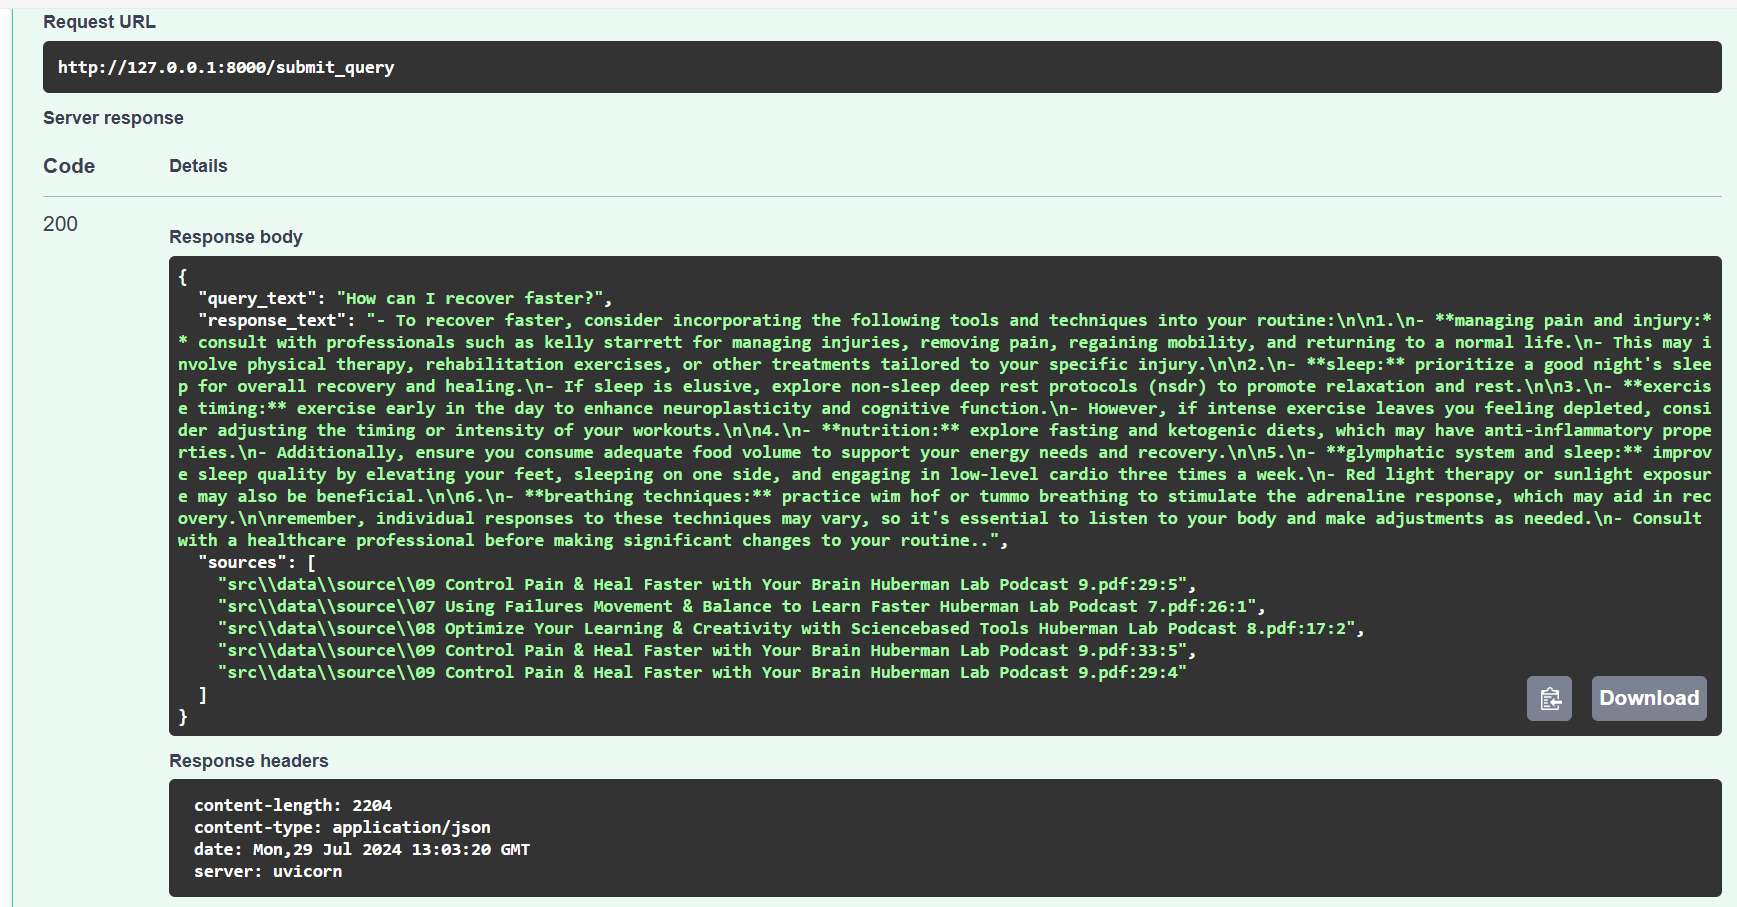 Request URL
http://127.0.0.1:8000/submit_query
Server response
Code Details
200
Response body
{
"query_text": "How can I recover faster?",
"response_text": "- To recover faster, consider incorporating the following tools and techniques into your routine:\n\n1.\n- **managing pain and injury:*
* consult with professionals such as kelly starrett for managing injuries, removing pain, regaining mobility, and returning to a normal life.\n- This may i
nvolve physical therapy, rehabilitation exercises, or other treatments tailored to your specific injury.\n\n2.\n- **sleep:** prioritize a good night's slee
p for overall recovery and healing.\n- If sleep is elusive, explore non-sleep deep rest protocols (nsdr) to promote relaxation and rest.\n\n3.\n- **exercis
e timing:** exercise early in the day to enhance neuroplasticity and cognitive function.\n- However, if intense exercise leaves you feeling depleted, consi
der adjusting the timing or intensity of your workouts.\n\n4.\n- **nutrition:** explore fasting and ketogenic diets, which may have anti-inflammatory prope
rties.\n- Additionally, ensure you consume adequate food volume to support your energy needs and recovery.\n\n5.\n- **glymphatic system and sleep:** improv
e sleep quality by elevating your feet, sleeping on one side, and engaging in low-level cardio three times a week.\n- Red light therapy or sunlight exposur
e may also be beneficial.\n\n6.\n- **breathing techniques:** practice wim hof or tummo breathing to stimulate the adrenaline response, which may aid in rec
overy.\n\nremember, individual responses to these techniques may vary, so it's essential to listen to your body and make adjustments as needed.\n- Consult
with a healthcare professional before making significant changes to your routine..",
"sources": [
"src\\data\\source\\09 Control Pain & Heal Faster with Your Brain Huberman Lab Podcast 9.pdf:29:5",
"src\\data\\source\\07 Using Failures Movement & Balance to Learn Faster Huberman Lab Podcast 7.pdf:26:1",
"src\\data\\source\\08 Optimize Your Learning & Creativity with Sciencebased Tools Huberman Lab Podcast 8.pdf:17:2",
"src\\data\\source\\09 Control Pain & Heal Faster with Your Brain Huberman Lab Podcast 9.pdf:33:5",
"src\\data\\source\\09 Control Pain & Heal Faster with Your Brain Huberman Lab Podcast 9.pdf:29:4"
]
}
Download
Response headers
content-length: 2204
content-type: application/json
date: Mon,29 Jul 2024 13:03:20 GMT
server: uvicorn